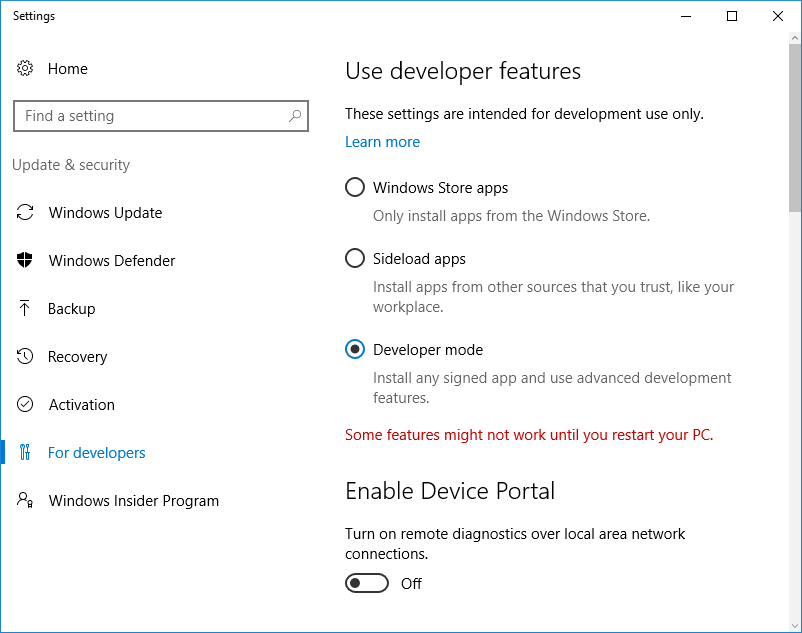 Settings
Home
Find a setting
Update & security
Windows Update
Windows Defender
Backup
Recovery
Activation
For developers
Windows Insider Program
Use developer features
These settings are intended for development use only.
Learn more
Windows Store apps
Only install apps from the Windows Store.
Sideload apps
Install apps from other sources that you trust, like your
workplace.
Developer mode
Install any signed app and use advanced development
features.
Some features might not work until you restart your PC.
Enable Device Portal
Turn on remote diagnostics over local area network
connections.
Off